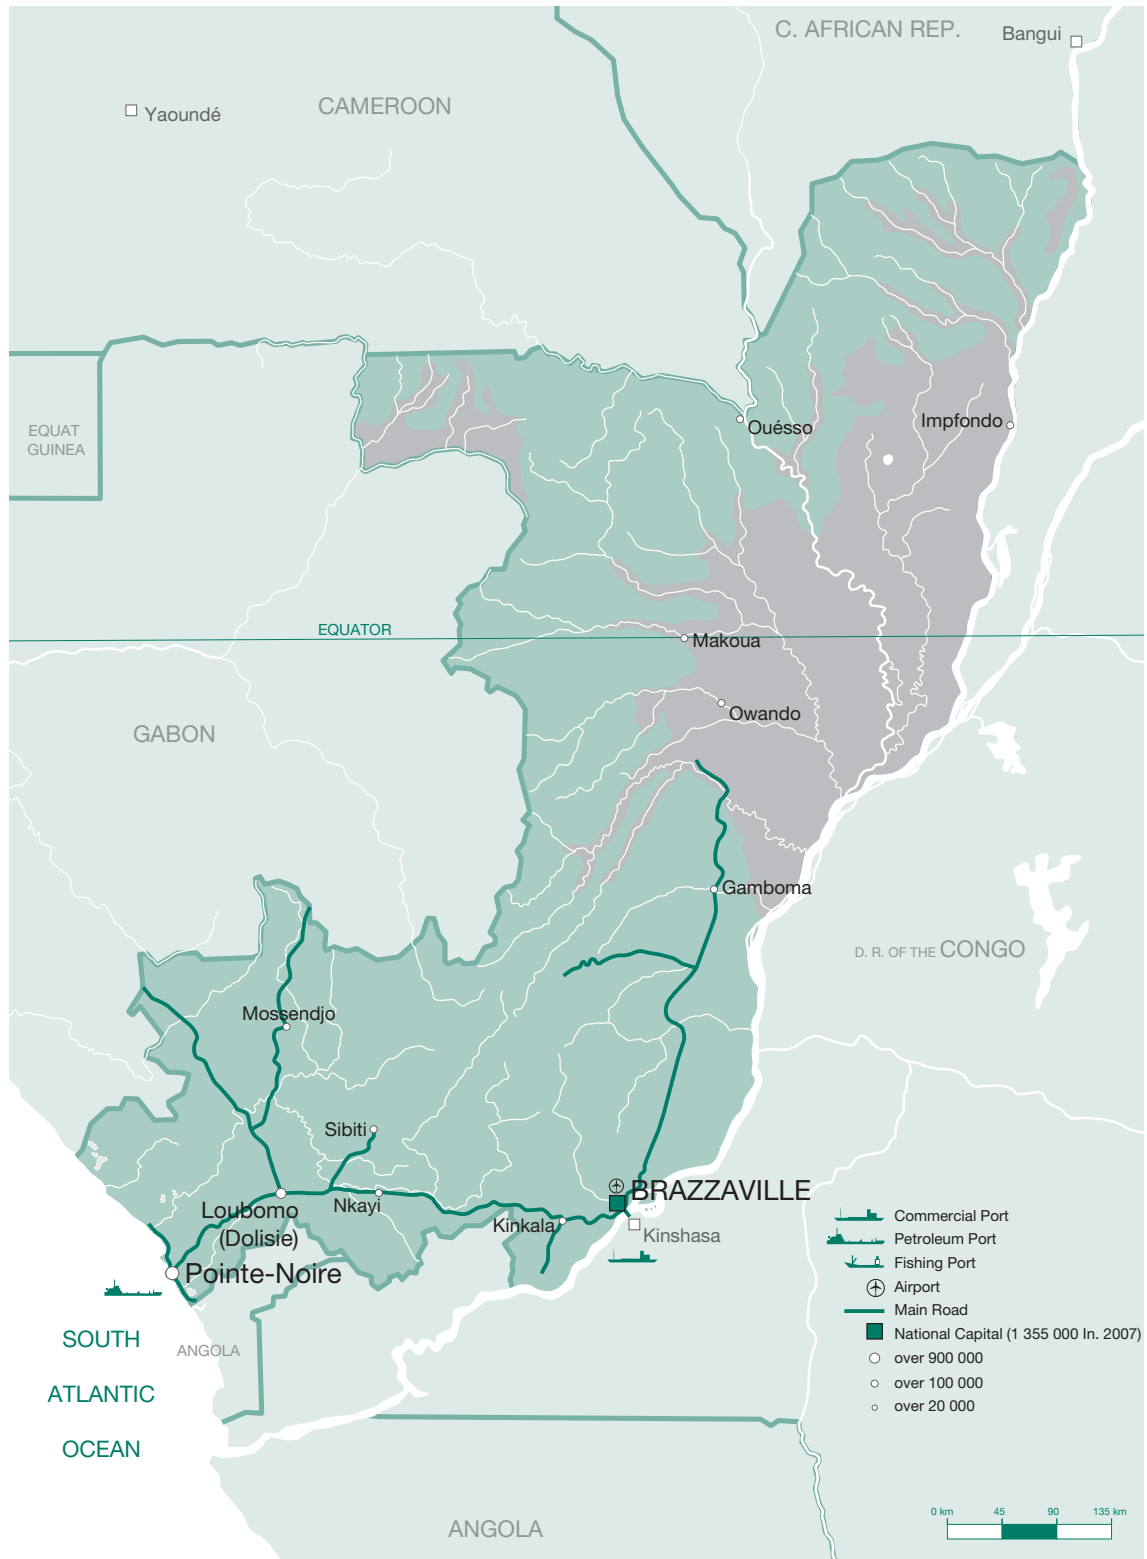 C. AFRICAN REP.
Bangui
CAMEROON
Yaoundé
EQUAT
GUINEA
Ouésso
Impfondo
EQUATOR
Makoua
Owando
GABON
Gamboma
D. R. OF THE CONGO
Mossendjo
Sibiti
BRAZZAVILLE
Loubomo
(Dolisie)
Nkayi
Kinkala
Kinshasa
Pointe-Noire
SOUTH
ATLANTIC
OCEAN
ANGOLA
ANGOLA
Commercial Port
Petroleum Port
Fishing Port
Airport
Main Road
National Capital (1 355 000 In. 2007)
over 900 000
over 100 000
over 20 000
0 km 45 90 135 km